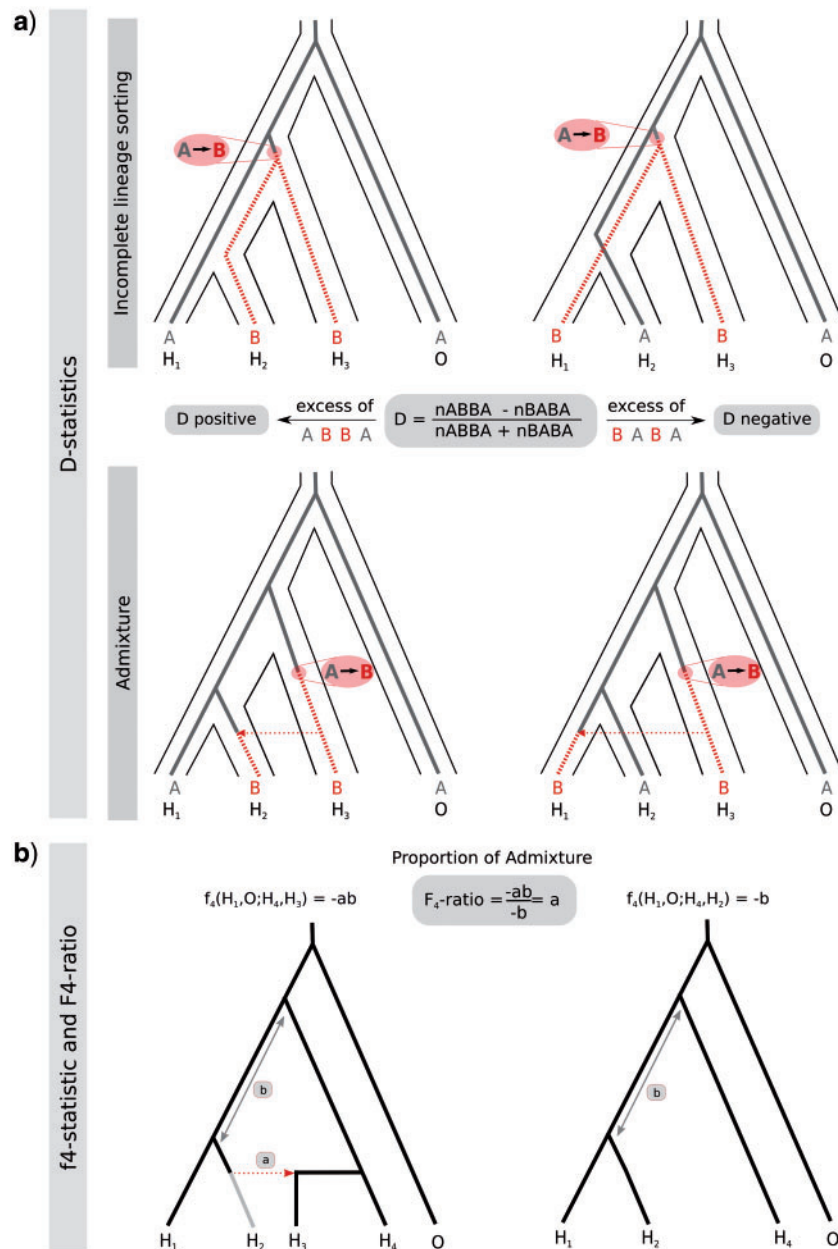 a)
D-statistics
Incomplete lineage sorting
A → B
A → B
A B B A
H₁ H₂ H₃ O
B A B A
H₁ H₂ H₃ O
D positive
excess of
A B B A
D = nABBA - nBABA
nABBA + nBABA
excess of
B A B A
D negative
Admixture
A → B
A → B
A B B A
H₁ H₂ H₃ O
B A B A
H₁ H₂ H₃ O
b)
f4-statistic and F4-ratio
Proportion of Admixture
f₄(H₁,O;H₄,H₃) = -ab
F₄-ratio = -ab
-b
= a
f₄(H₁,O;H₄,H₂) = -b
b
a
H₁ H₂ H₃ H₄ O
b
H₁ H₂ H₄ O